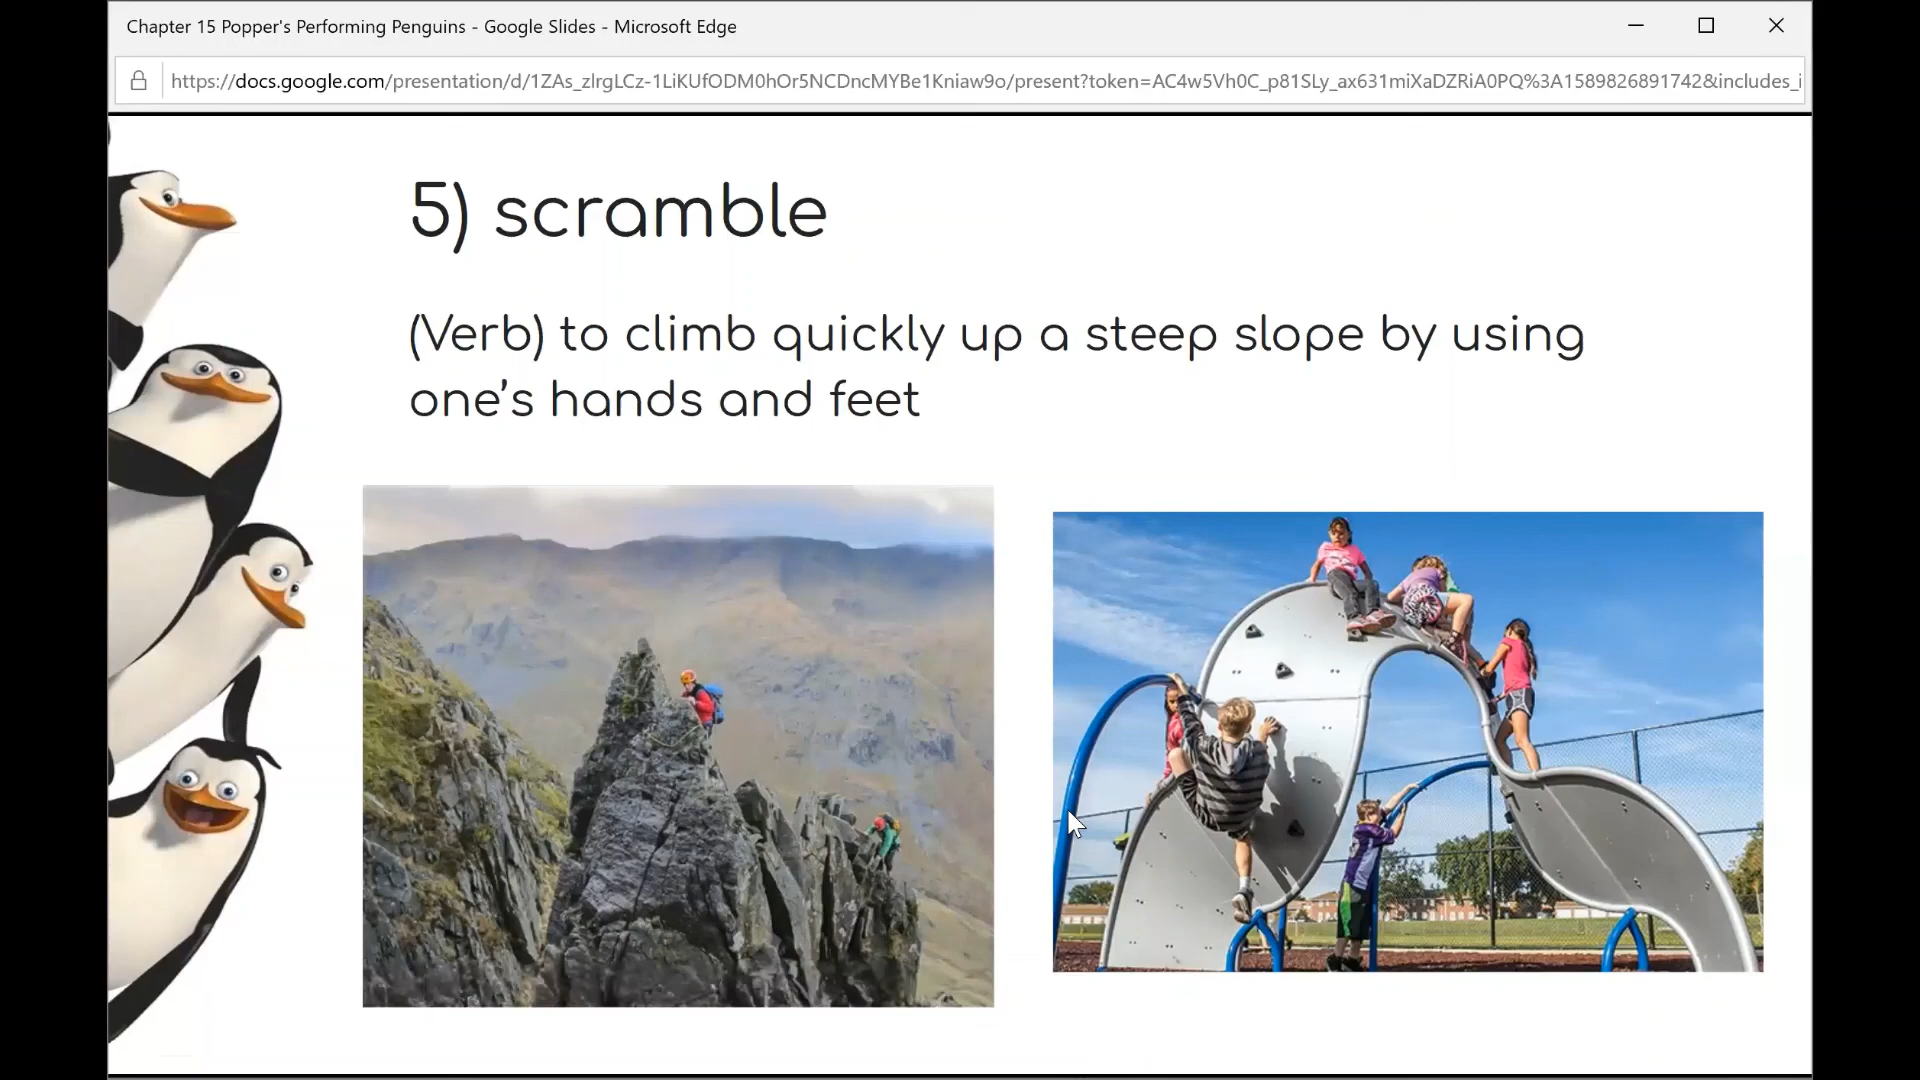 Chapter 15 Popper's Performing Penguins - Google Slides - Microsoft Edge
https://docs.google.com/presentation/d/1ZAs_zlrgLCz-1LiKUfODM0hOr5NCDncMYBe1Kniaw9o/present?token=AC4w5Vh0C_p81SLy_ax631miXaDZRiA0PQ%3A1589826891742&includes_i
5) scramble
(Verb) to climb quickly up a steep slope by using
one’s hands and feet